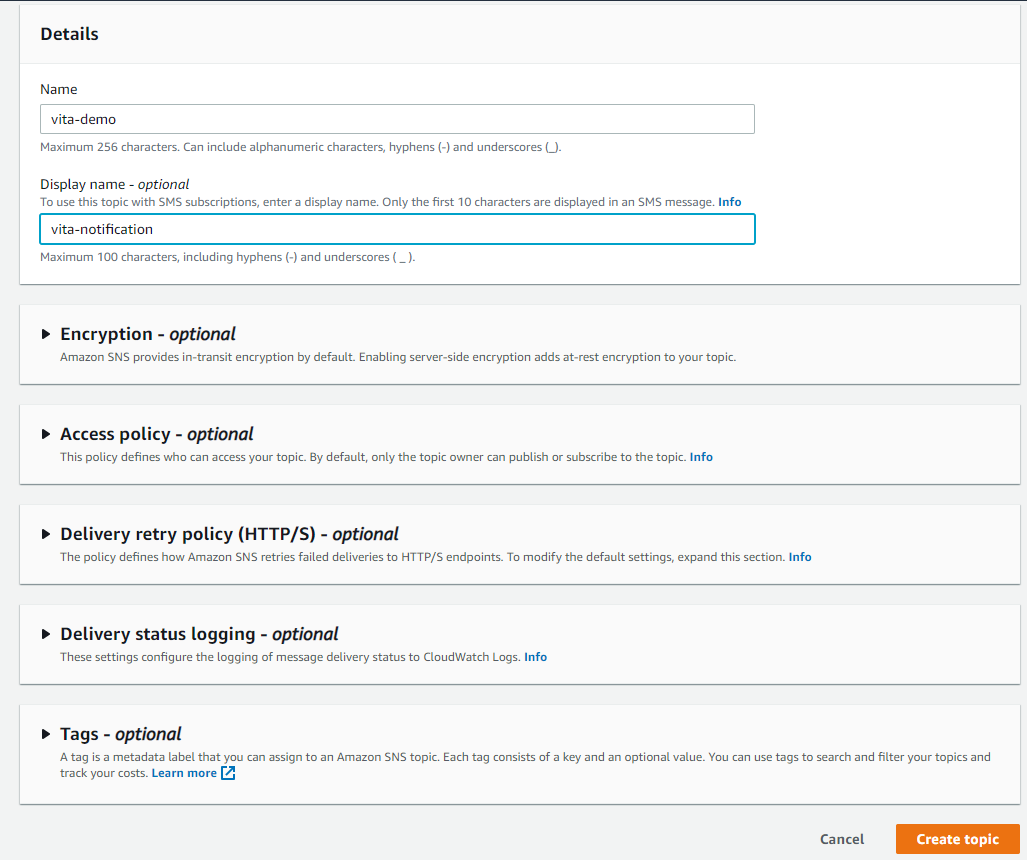 Details
Name
vita-demo
Maximum 256 characters. Can include alphanumeric characters, hyphens (-) and underscores (_).
Display name - optional
To use this topic with SMS subscriptions, enter a display name. Only the first 10 characters are displayed in an SMS message. Info
vita-notification
Maximum 100 characters, including hyphens (-) and underscores ( _ ).
Encryption - optional
Amazon SNS provides in-transit encryption by default. Enabling server-side encryption adds at-rest encryption to your topic.
Access policy - optional
This policy defines who can access your topic. By default, only the topic owner can publish or subscribe to the topic. Info
Delivery retry policy (HTTP/S) - optional
The policy defines how Amazon SNS retries failed deliveries to HTTP/S endpoints. To modify the default settings, expand this section. Info
Delivery status logging - optional
These settings configure the logging of message delivery status to CloudWatch Logs. Info
Tags - optional
A tag is a metadata label that you can assign to an Amazon SNS topic. Each tag consists of a key and an optional value. You can use tags to search and filter your topics and
track your costs. Learn more
Cancel Create topic